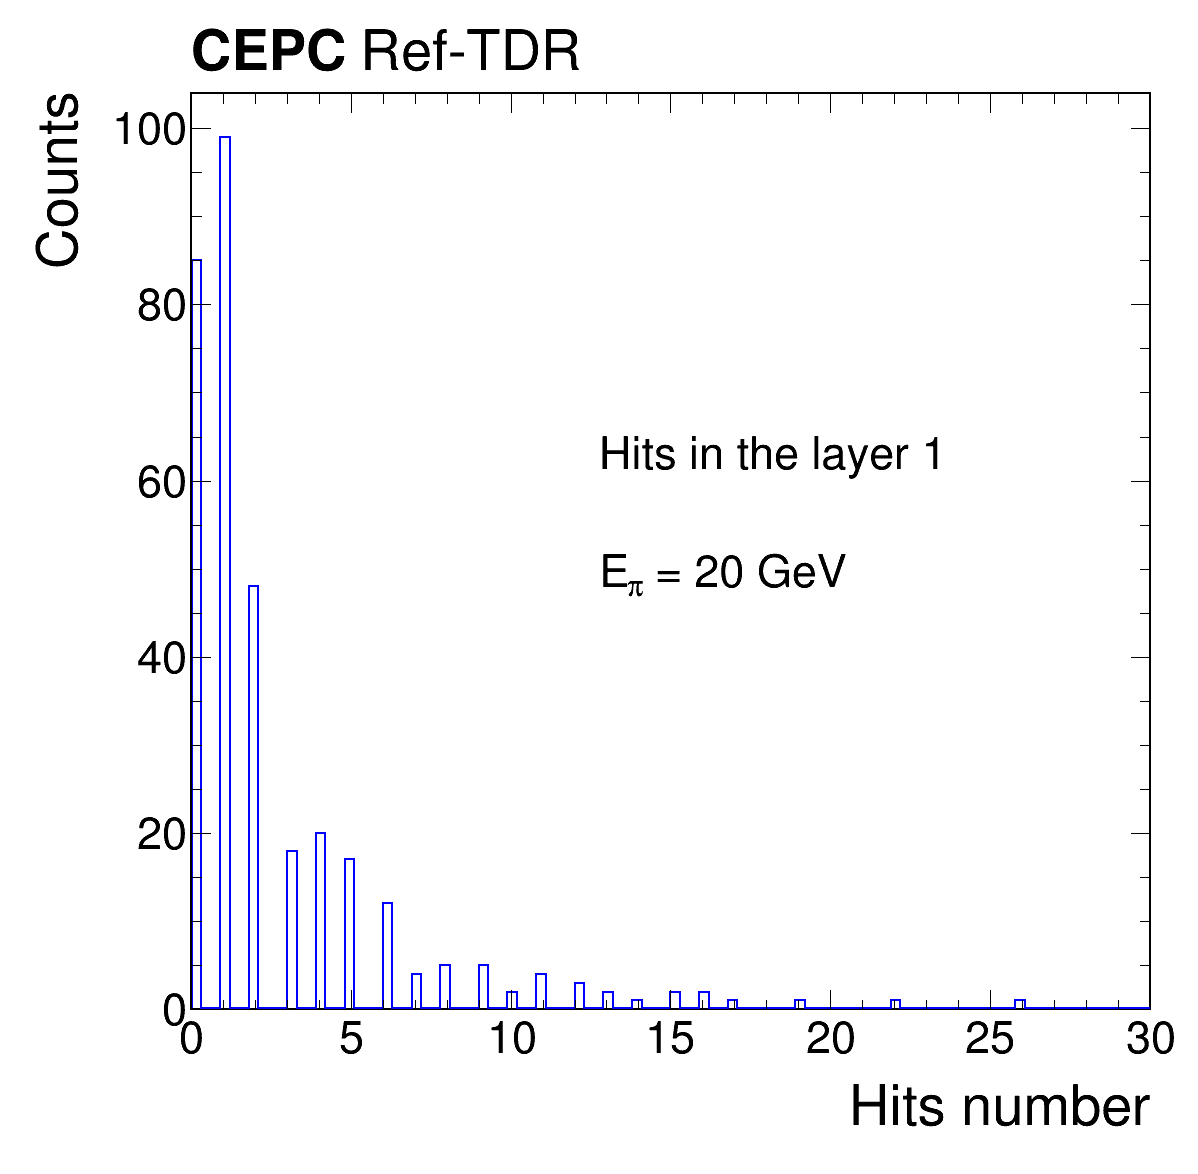 CEPC Ref-TDR
Counts
100
80
60
40
20
0
Hits in the layer 1
Eπ = 20 GeV
0 5 10 15 20 25 30
Hits number